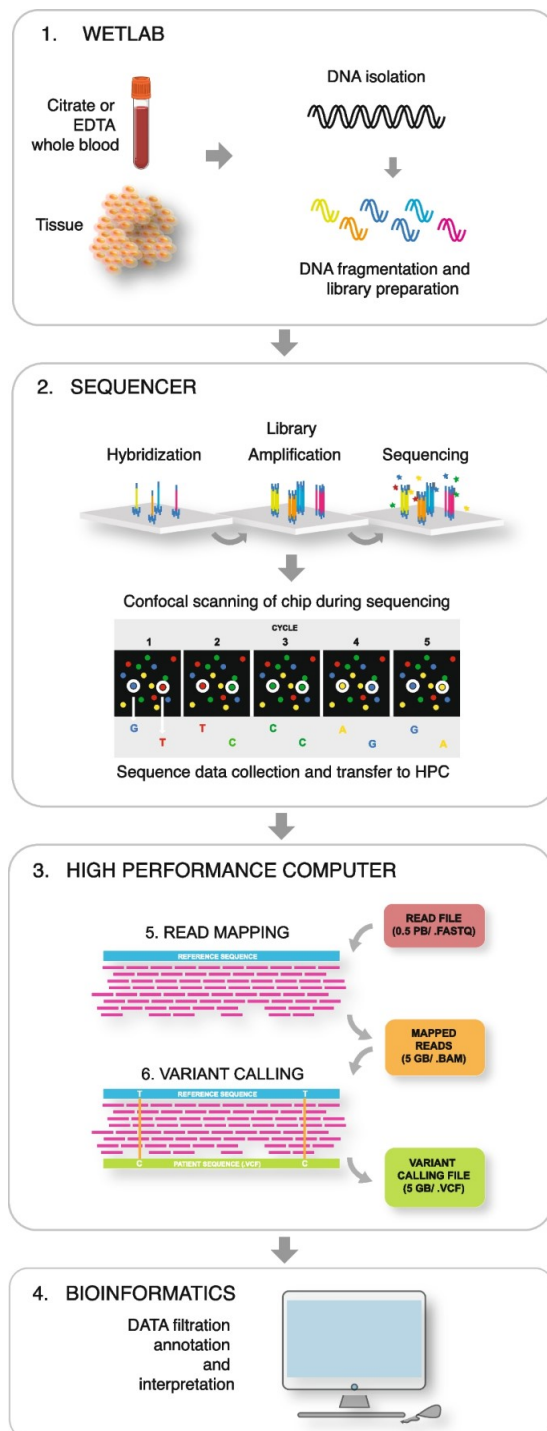 1. WETLAB
Citrate or
EDTA
whole blood
Tissue
DNA isolation
DNA fragmentation and
library preparation
2. SEQUENCER
Hybridization
Library
Amplification
Sequencing
Confocal scanning of chip during sequencing
CYCLE
1 2 3 4 5
G T C A G
T C C G A
Sequence data collection and transfer to HPC
3. HIGH PERFORMANCE COMPUTER
5. READ MAPPING
REFERENCE SEQUENCE
READ FILE
(0.5 PB/ .FASTQ)
MAPPED
READS
(5 GB/ .BAM)
6. VARIANT CALLING
T REFERENCE SEQUENCE T
C PATIENT SEQUENCE (.VCF) C
VARIANT
CALLING FILE
(5 GB/ .VCF)
4. BIOINFORMATICS
DATA filtration
annotation
and
interpretation